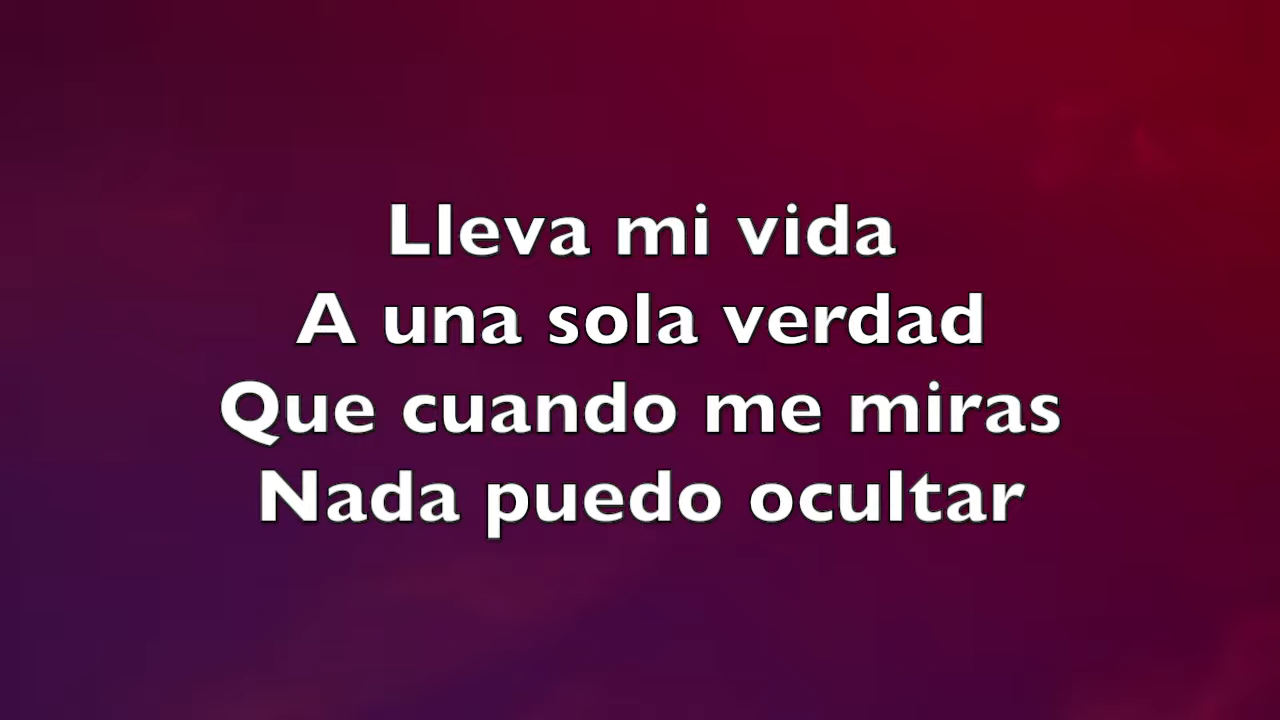 Lleva mi vida
A una sola verdad
Que cuando me miras
Nada puedo ocultar